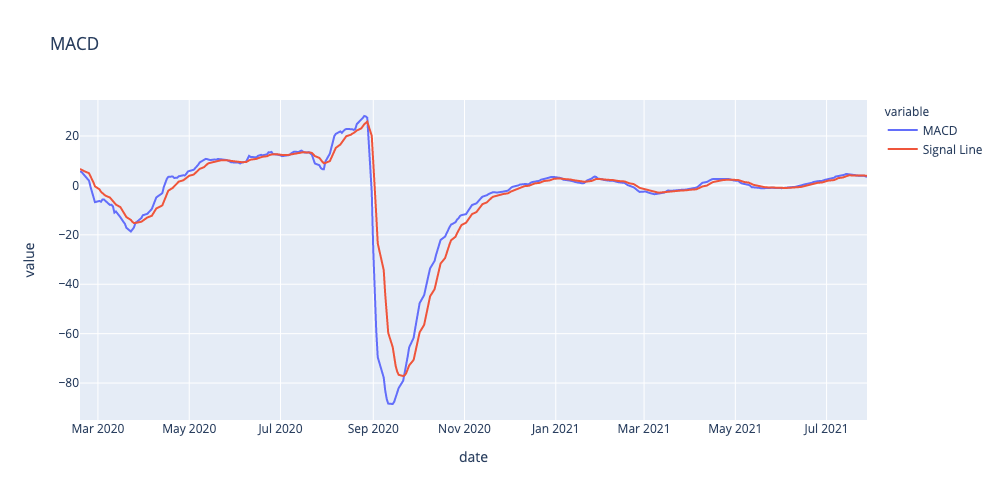 MACD
variable
MACD
Signal Line
value
20
0
−20
−40
−60
−80
Mar 2020 May 2020 Jul 2020 Sep 2020 Nov 2020 Jan 2021 Mar 2021 May 2021 Jul 2021
date